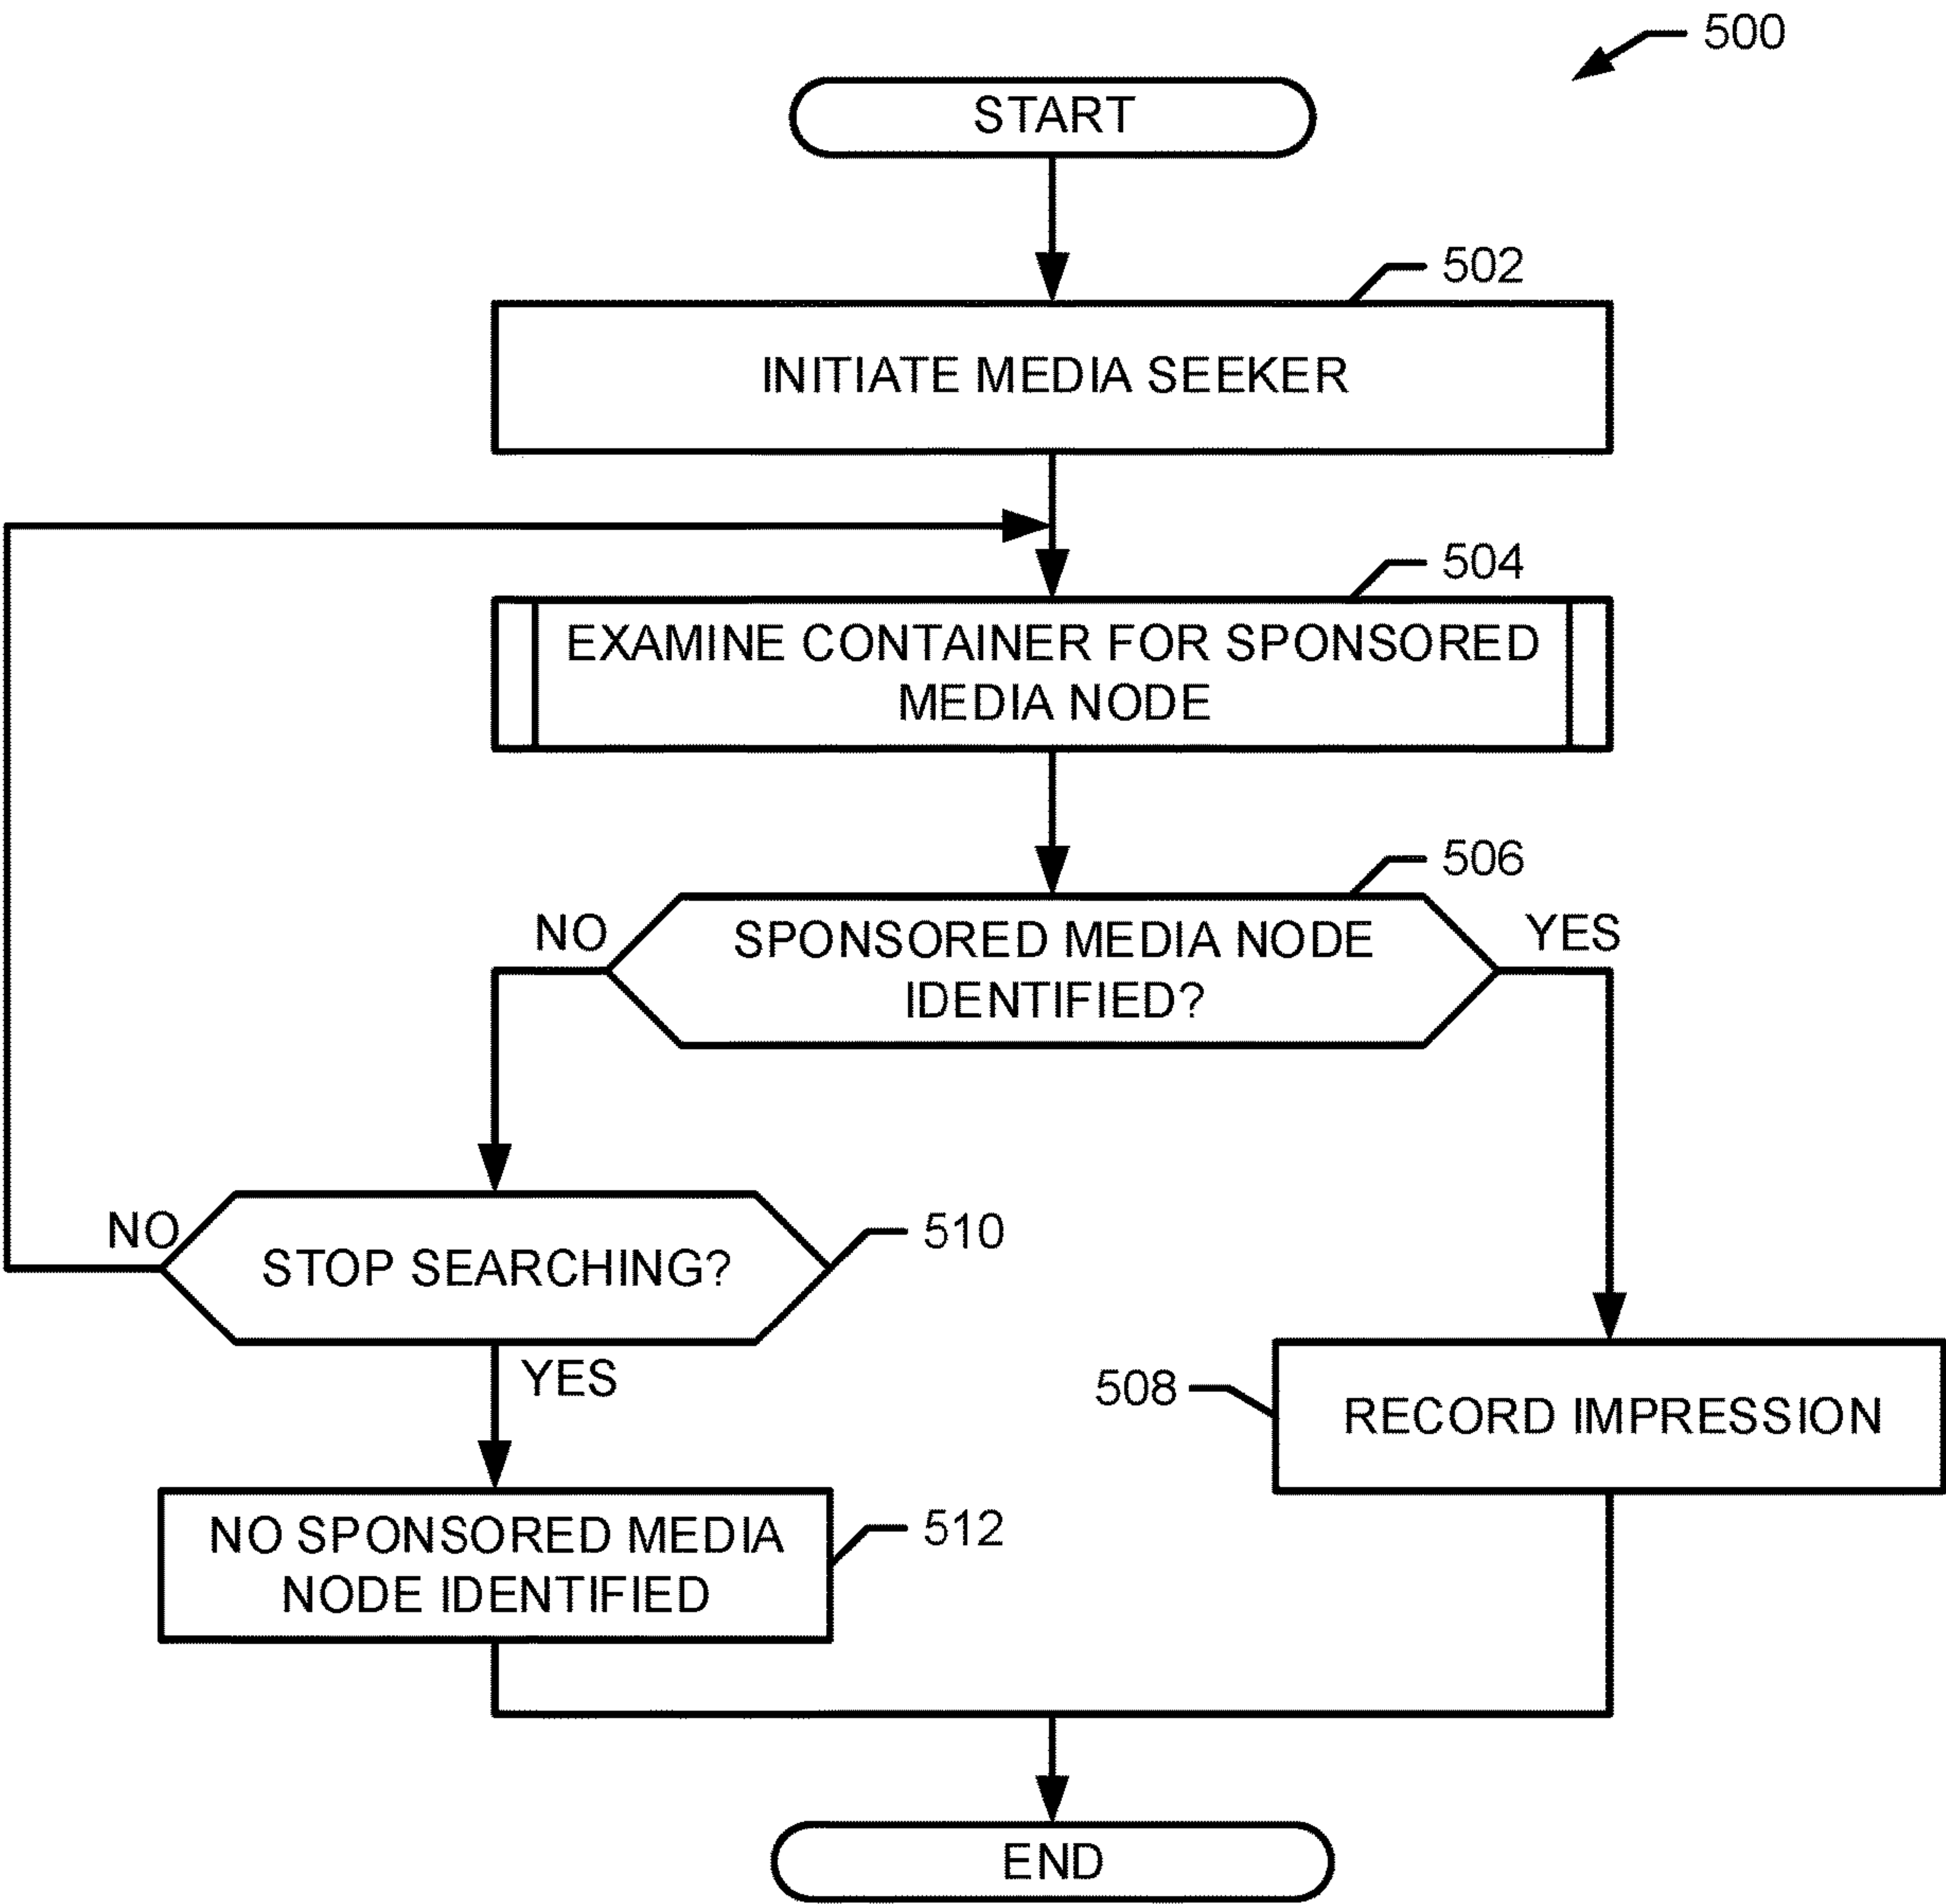 500
START
502
INITIATE MEDIA SEEKER
504
EXAMINE CONTAINER FOR SPONSORED
MEDIA NODE
506
NO
SPONSORED MEDIA NODE
IDENTIFIED?
YES
NO
STOP SEARCHING?
510
YES
508
RECORD IMPRESSION
NO SPONSORED MEDIA
NODE IDENTIFIED
512
END